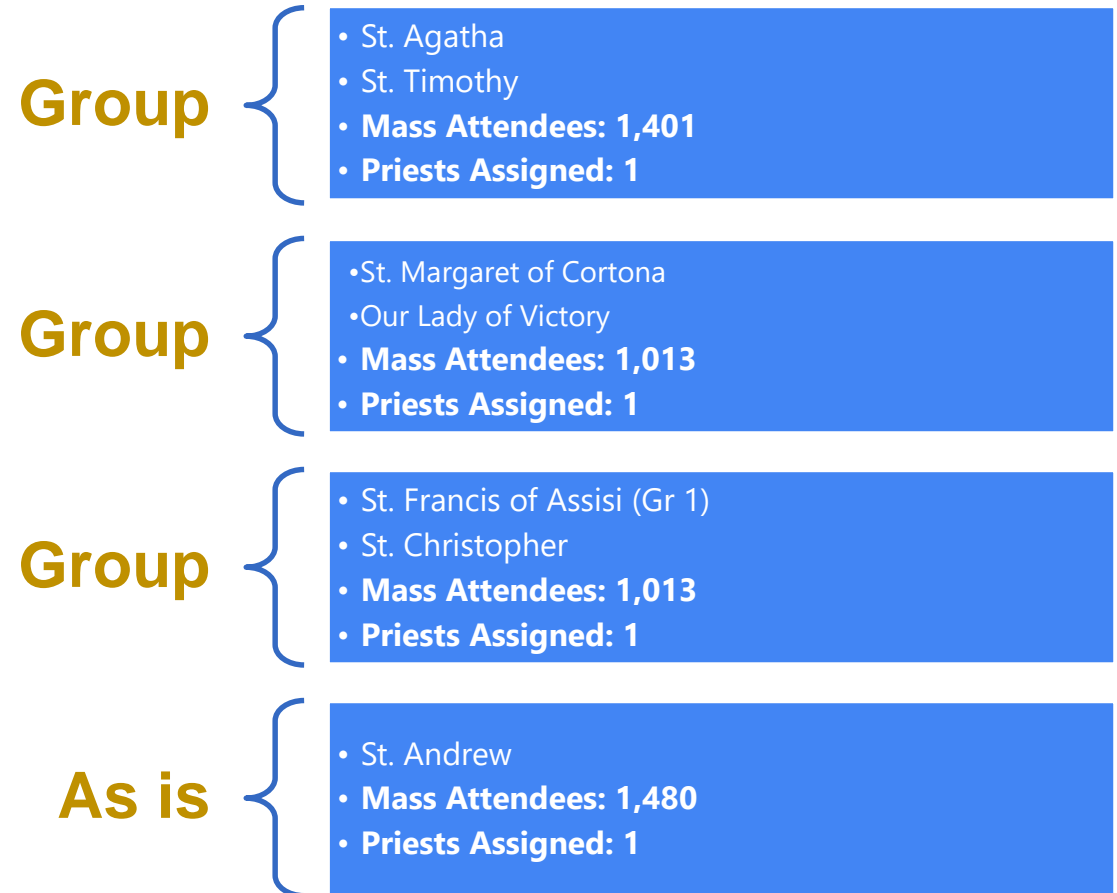 Group
• St. Agatha
• St. Timothy
• Mass Attendees: 1,401
• Priests Assigned: 1
Group
•St. Margaret of Cortona
•Our Lady of Victory
• Mass Attendees: 1,013
• Priests Assigned: 1
Group
• St. Francis of Assisi (Gr 1)
• St. Christopher
• Mass Attendees: 1,013
• Priests Assigned: 1
As is
• St. Andrew
• Mass Attendees: 1,480
• Priests Assigned: 1